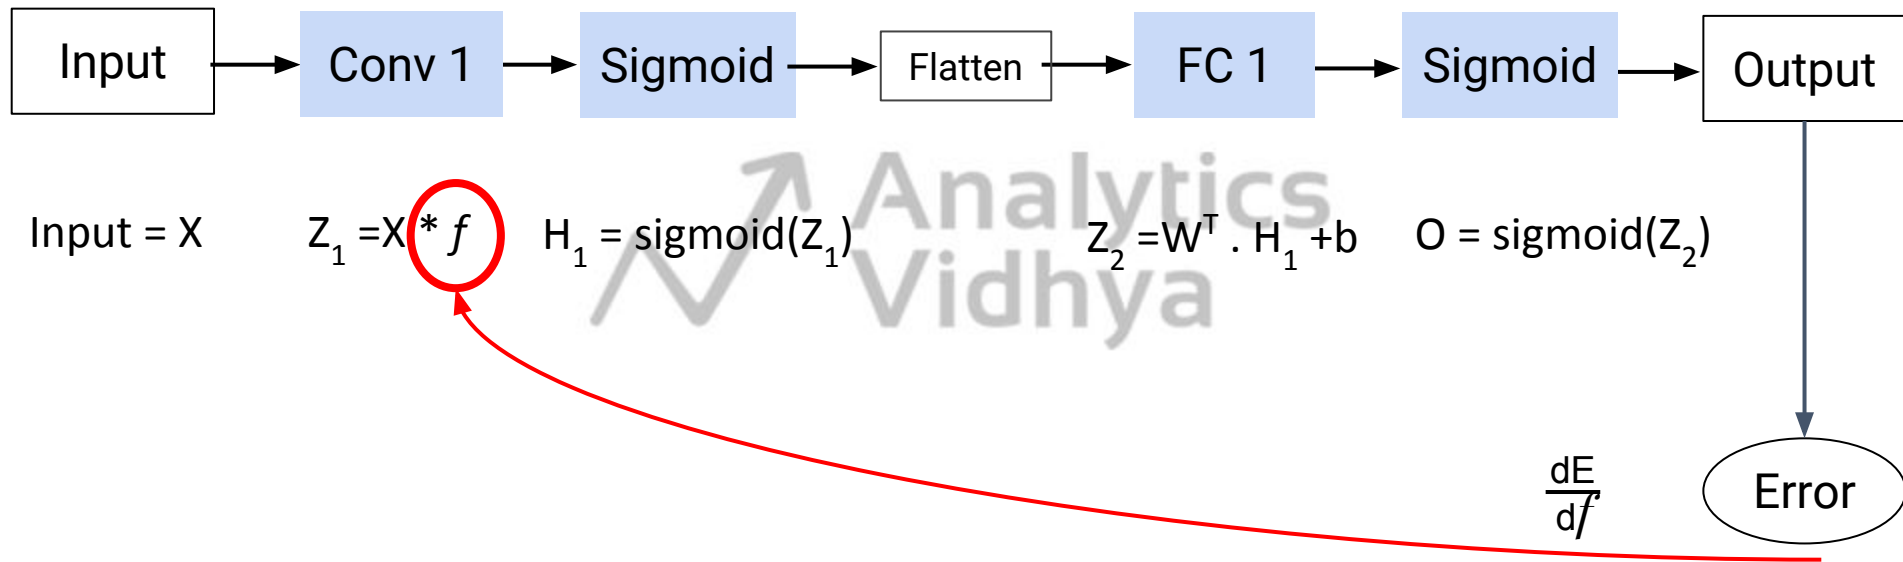 Input Conv 1 Sigmoid Flatten FC 1 Sigmoid Output
Analytics
Vidhya
Input = X Z₁ =X * f H₁ = sigmoid(Z₁) Z₂ =Wᵀ . H₁ +b O = sigmoid(Z₂)
dE
df
Error